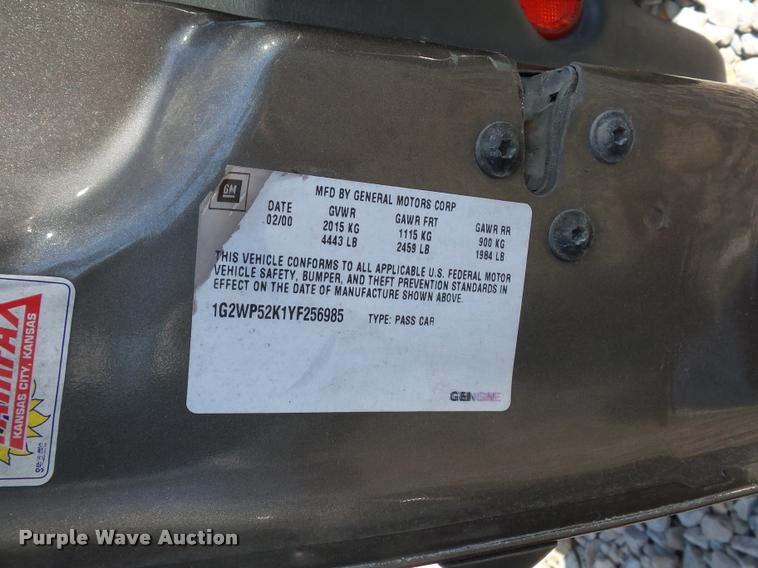 GM
MFD BY GENERAL MOTORS CORP
DATE GVWR GAWR FRT GAWR RR
02/00 2015 KG 1115 KG 900 KG
4443 LB 2459 LB 1984 LB
THIS VEHICLE CONFORMS TO ALL APPLICABLE U.S. FEDERAL MOTOR
VEHICLE SAFETY, BUMPER, AND THEFT PREVENTION STANDARDS IN
EFFECT ON THE DATE OF MANUFACTURE SHOWN ABOVE.
1G2WP52K1YF256985 TYPE: PASS CAR
FAIRFAX
KANSAS CITY, KANSAS
Purple Wave Auction